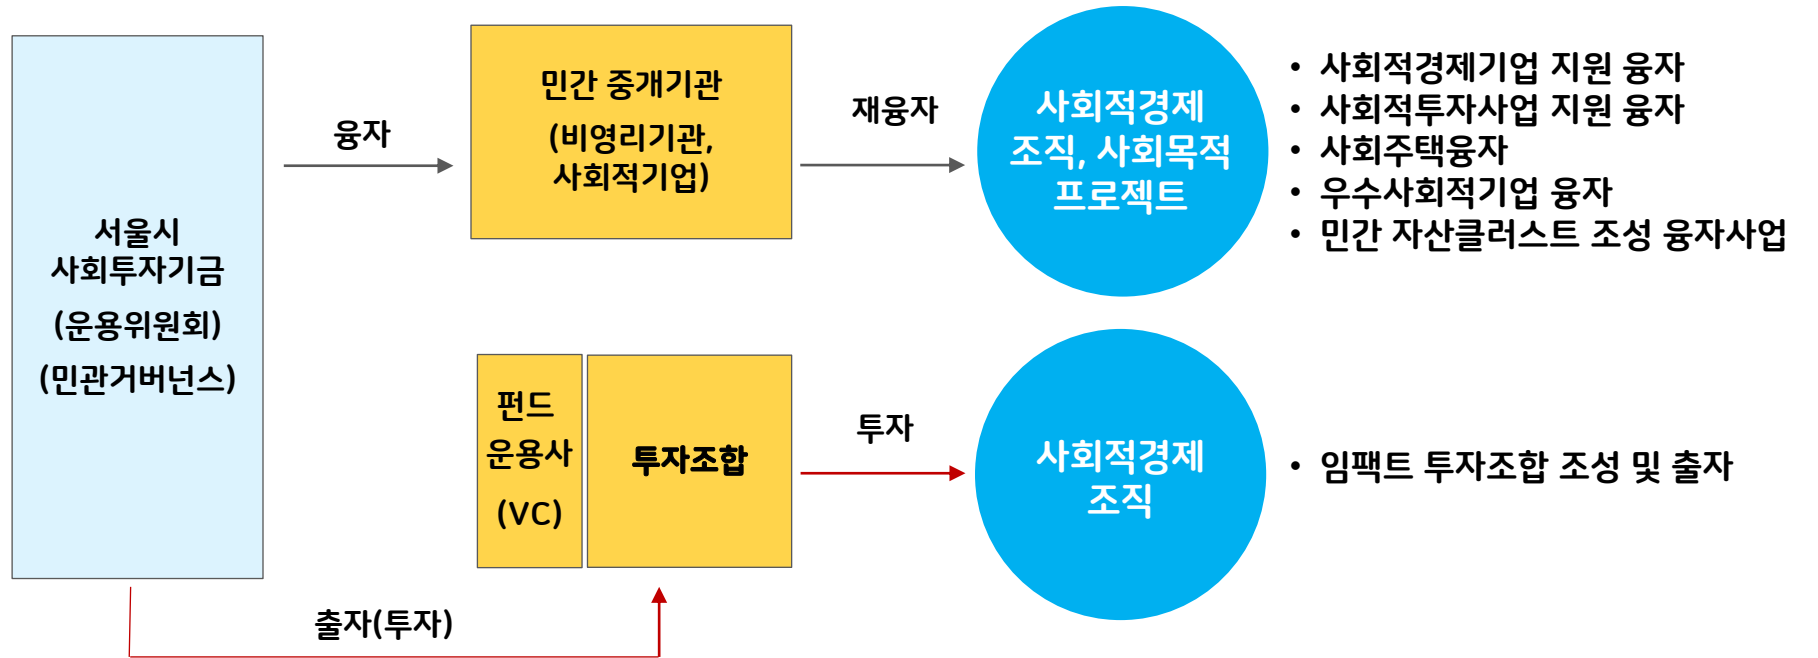 서울시
사회투자기금
(운용위원회)
(민관거버넌스)
융자
민간 중개기관
(비영리기관,
사회적기업)
재융자
사회적경제
조직, 사회목적
프로젝트
• 사회적경제기업 지원 융자
• 사회적투자사업 지원 융자
• 사회주택융자
• 우수사회적기업 융자
• 민간 자산클러스트 조성 융자사업
출자(투자)
펀드
운용사
(VC)
투자조합
투자
사회적경제
조직
• 임팩트 투자조합 조성 및 출자